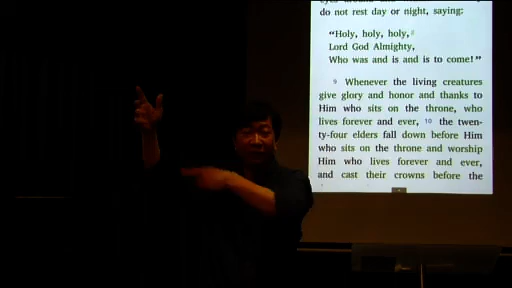 do not rest day or night, saying:
“Holy, holy, holy,
Lord God Almighty,
Who was and is and is to come!”
9 Whenever the living creatures
give glory and honor and thanks to
Him who sits on the throne, who
lives forever and ever, 10 the twen-
ty-four elders fall down before Him
who sits on the throne and worship
Him who lives forever and ever,
and cast their crowns before the